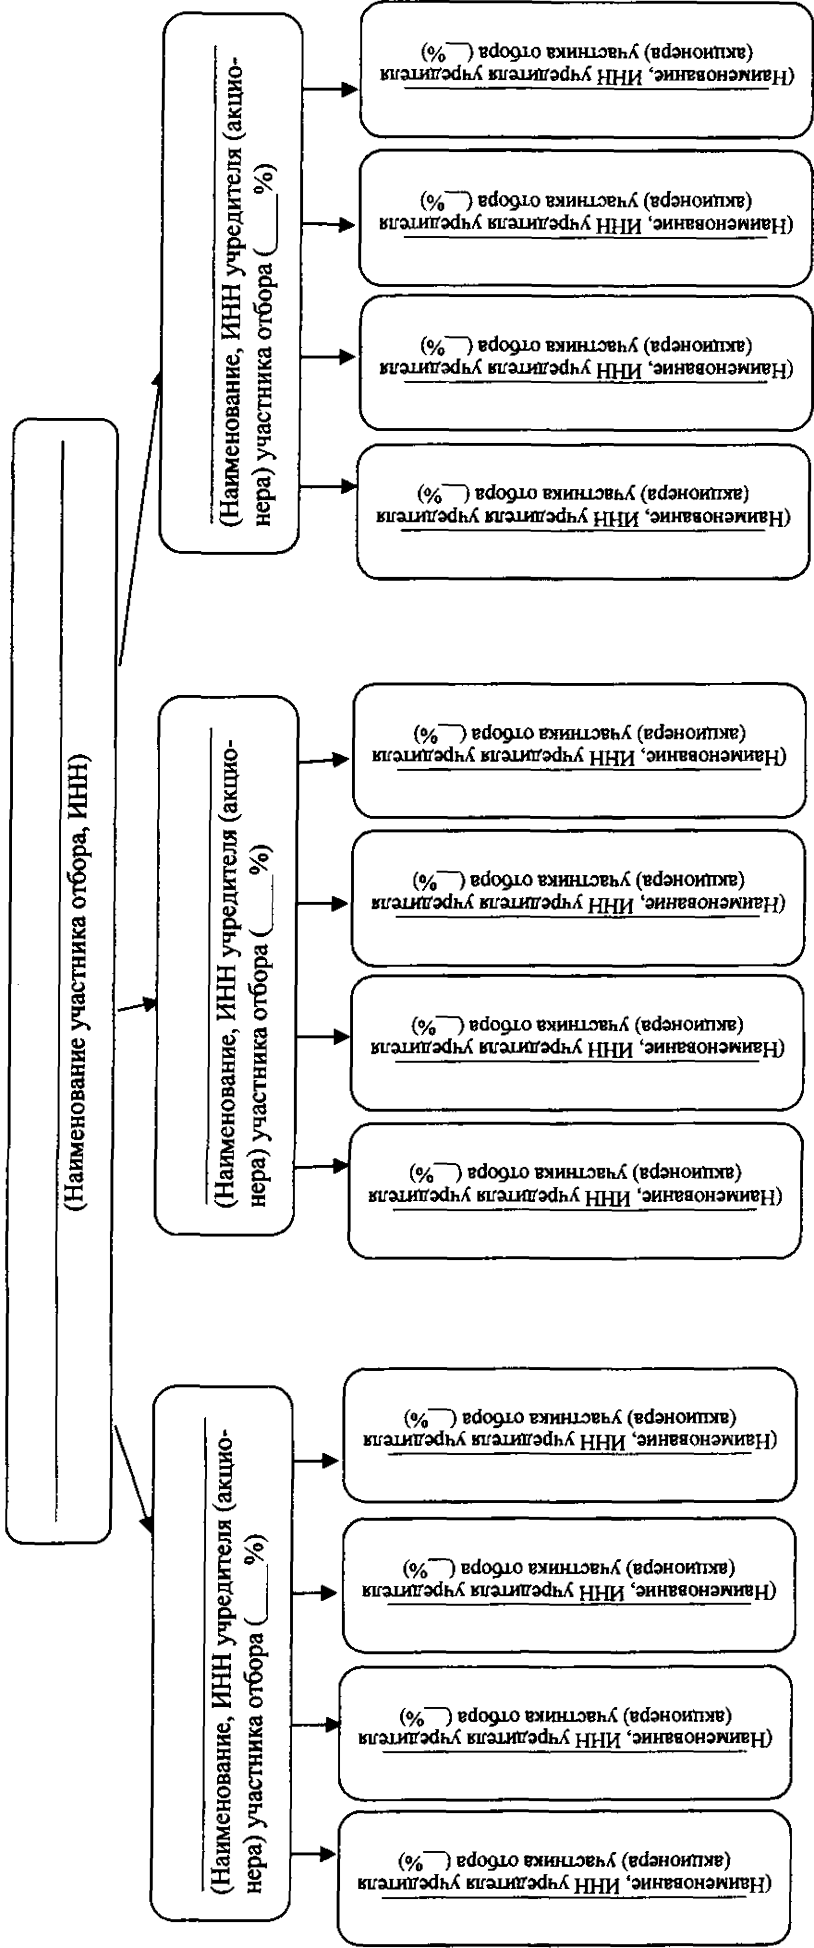 (Наименование участника отбора, ИНН)
(Наименование, ИНН учредителя (акцио-
нера) участника отбора (____%)
(Наименование, ИНН учредителя учредителя
(акционера) участника отбора (__%)
(Наименование, ИНН учредителя учредителя
(акционера) участника отбора (__%)
(Наименование, ИНН учредителя учредителя
(акционера) участника отбора (__%)
(Наименование, ИНН учредителя учредителя
(акционера) участника отбора (__%)
(Наименование, ИНН учредителя (акцио-
нера) участника отбора (____%)
(Наименование, ИНН учредителя учредителя
(акционера) участника отбора (__%)
(Наименование, ИНН учредителя учредителя
(акционера) участника отбора (__%)
(Наименование, ИНН учредителя учредителя
(акционера) участника отбора (__%)
(Наименование, ИНН учредителя учредителя
(акционера) участника отбора (__%)
(Наименование, ИНН учредителя (акцио-
нера) участника отбора (____%)
(Наименование, ИНН учредителя учредителя
(акционера) участника отбора (__%)
(Наименование, ИНН учредителя учредителя
(акционера) участника отбора (__%)
(Наименование, ИНН учредителя учредителя
(акционера) участника отбора (__%)
(Наименование, ИНН учредителя учредителя
(акционера) участника отбора (__%)